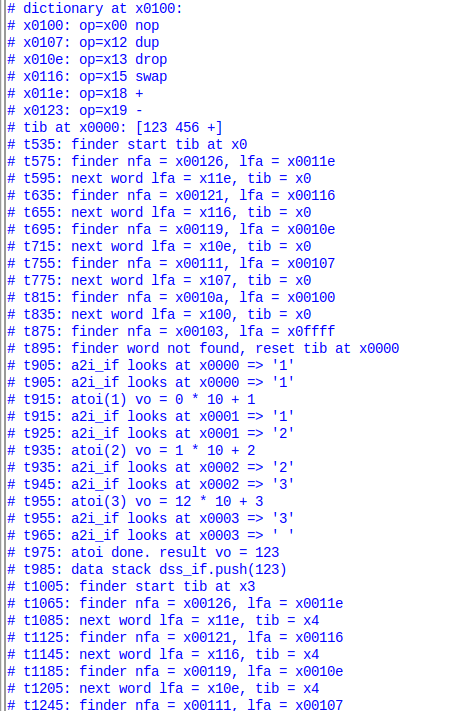 # dictionary at x0100:
# x0100: op=x00 nop
# x0107: op=x12 dup
# x010e: op=x13 drop
# x0116: op=x15 swap
# x011e: op=x18 +
# x0123: op=x19 -
# tib at x0000: [123 456 +]
# t535: finder start tib at x0
# t575: finder nfa = x00126, lfa = x0011e
# t595: next word lfa = x11e, tib = x0
# t635: finder nfa = x00121, lfa = x00116
# t655: next word lfa = x116, tib = x0
# t695: finder nfa = x00119, lfa = x0010e
# t715: next word lfa = x10e, tib = x0
# t755: finder nfa = x00111, lfa = x00107
# t775: next word lfa = x107, tib = x0
# t815: finder nfa = x0010a, lfa = x00100
# t835: next word lfa = x100, tib = x0
# t875: finder nfa = x00103, lfa = x0ffff
# t895: finder word not found, reset tib at x0000
# t905: a2i_if looks at x0000 => '1'
# t905: a2i_if looks at x0000 => '1'
# t915: atoi(1) vo = 0 * 10 + 1
# t915: a2i_if looks at x0001 => '1'
# t925: a2i_if looks at x0001 => '2'
# t935: atoi(2) vo = 1 * 10 + 2
# t935: a2i_if looks at x0002 => '2'
# t945: a2i_if looks at x0002 => '3'
# t955: atoi(3) vo = 12 * 10 + 3
# t955: a2i_if looks at x0003 => '3'
# t965: a2i_if looks at x0003 => ' '
# t975: atoi done. result vo = 123
# t985: data stack dss_if.push(123)
# t1005: finder start tib at x3
# t1065: finder nfa = x00126, lfa = x0011e
# t1085: next word lfa = x11e, tib = x4
# t1125: finder nfa = x00121, lfa = x00116
# t1145: next word lfa = x116, tib = x4
# t1185: finder nfa = x00119, lfa = x0010e
# t1205: next word lfa = x10e, tib = x4
# t1245: finder nfa = x00111, lfa = x00107